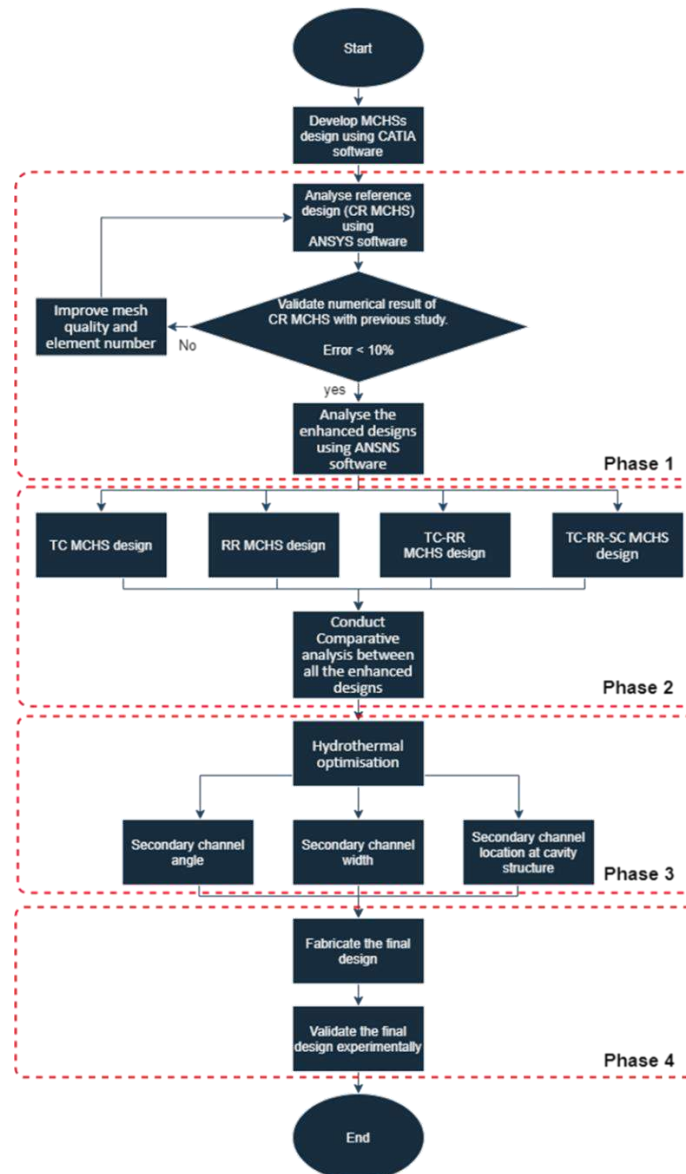 Start
Develop MCHSs
design using CATIA
software
Analyse reference
design (CR MCHS)
using
ANSYS software
Validate numerical result of
CR MCHS with previous study.
Error < 10%
Improve mesh
quality and
element number
No
yes
Analyse the
enhanced designs
using ANSNS
software
Phase 1
TC MCHS design
RR MCHS design
TC-RR
MCHS design
TC-RR-SC MCHS
design
Conduct
Comparative
analysis between
all the enhanced
designs
Phase 2
Hydrothermal
optimisation
Secondary channel
angle
Secondary channel
width
Secondary channel
location at cavity
structure
Phase 3
Fabricate the final
design
Validate the final
design experimentally
Phase 4
End